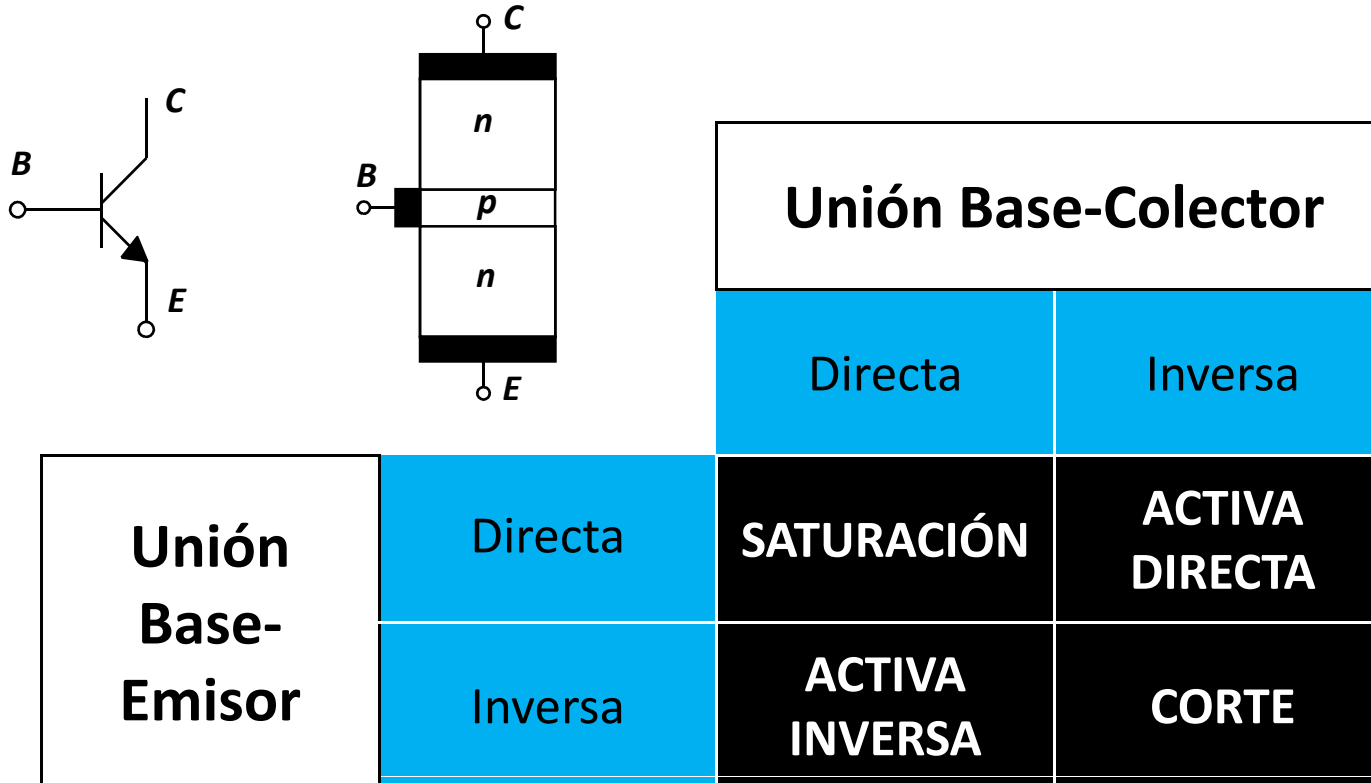 C
B
E
C
n
B
p
n
E
Unión Base-Colector
Directa
Inversa
Unión
Base-
Emisor
Directa
SATURACIÓN
ACTIVA
DIRECTA
Inversa
ACTIVA
INVERSA
CORTE